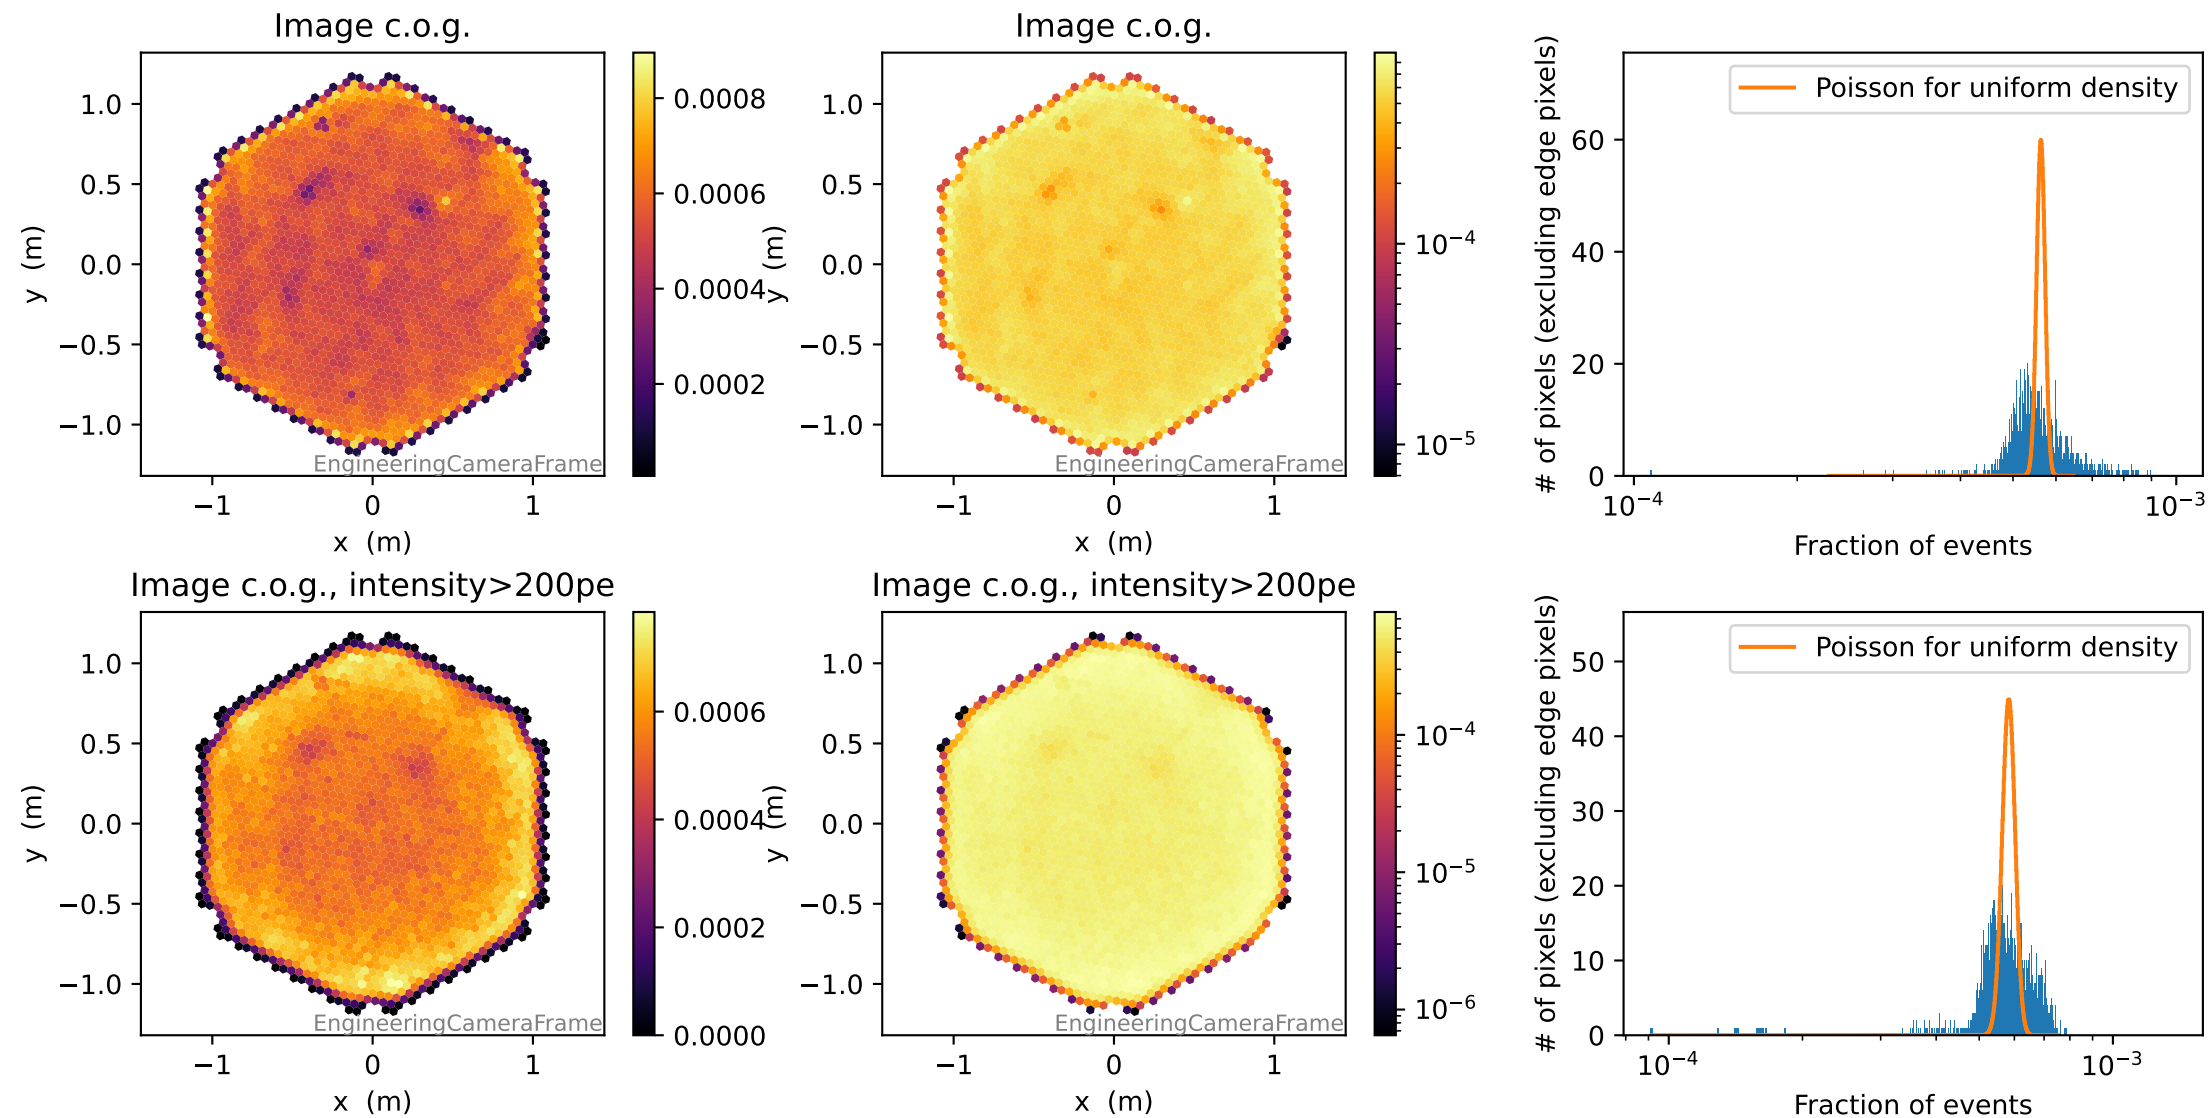 Image c.o.g.
1.0
0.5
0.0
−0.5
−1.0
y (m)
−1
0
1
x (m)
EngineeringCameraFrame
0.0008
0.0006
0.0004
0.0002
Image c.o.g.
1.0
0.5
0.0
−0.5
−1.0
y (m)
−1
0
1
x (m)
EngineeringCameraFrame
10⁻⁴
10⁻⁵
Poisson for uniform density
60
40
20
0
# of pixels (excluding edge pixels)
10⁻⁴
10⁻³
Fraction of events
Image c.o.g., intensity>200pe
1.0
0.5
0.0
−0.5
−1.0
y (m)
−1
0
1
x (m)
EngineeringCameraFrame
0.0006
0.0004
0.0002
0.0000
Image c.o.g., intensity>200pe
1.0
0.5
0.0
−0.5
−1.0
y (m)
−1
0
1
x (m)
EngineeringCameraFrame
10⁻⁴
10⁻⁵
10⁻⁶
Poisson for uniform density
50
40
30
20
10
0
# of pixels (excluding edge pixels)
10⁻⁴
10⁻³
Fraction of events